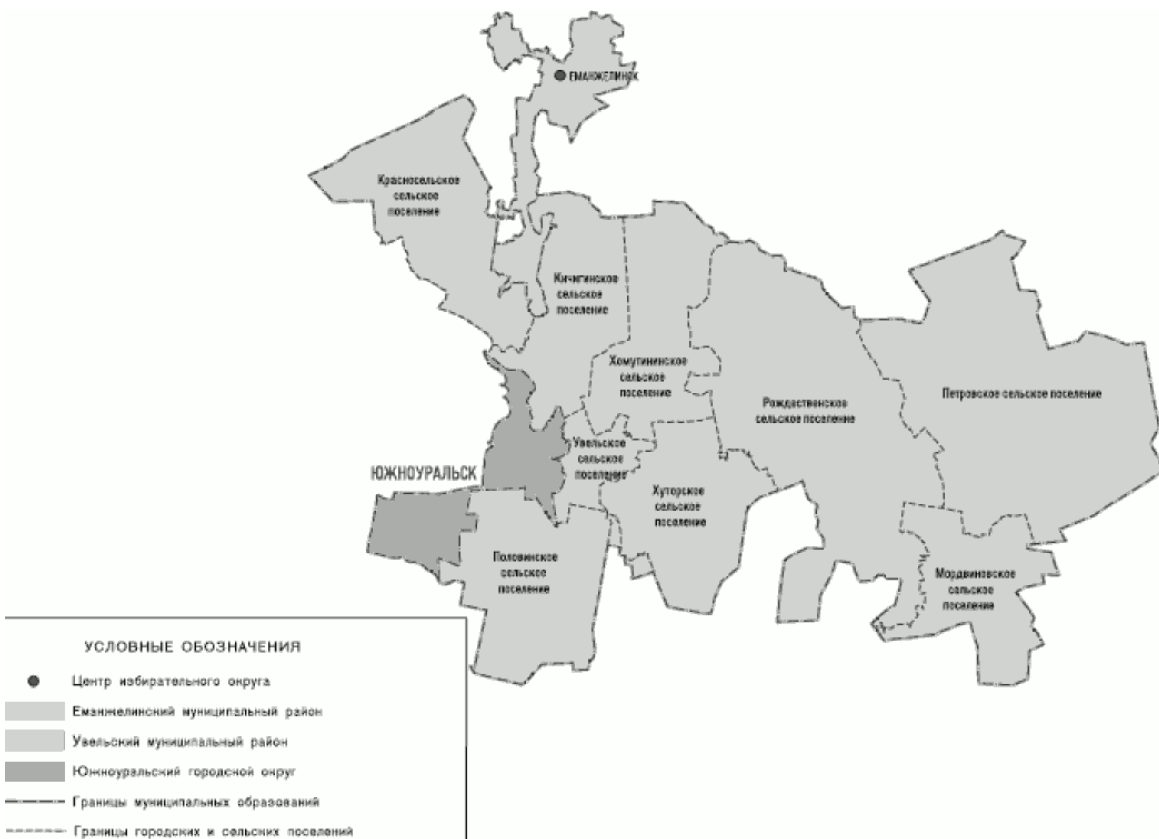 ЕМАНЖЕЛИНСК
Красносельское
сельское
поселение
Кичигинское
сельское
поселение
Хомутининское
сельское
поселение
Рождественское
сельское поселение
Петровское сельское поселение
Увельское
сельское
поселение
ЮЖНОУРАЛЬСК
Хуторское
сельское
поселение
Половинское
сельское
поселение
Мордвиновское
сельское
поселение
УСЛОВНЫЕ ОБОЗНАЧЕНИЯ
Центр избирательного округа
Еманжелинский муниципальный район
Увельский муниципальный район
Южноуральский городской округ
Границы муниципальных образований
Границы городских и сельских поселений